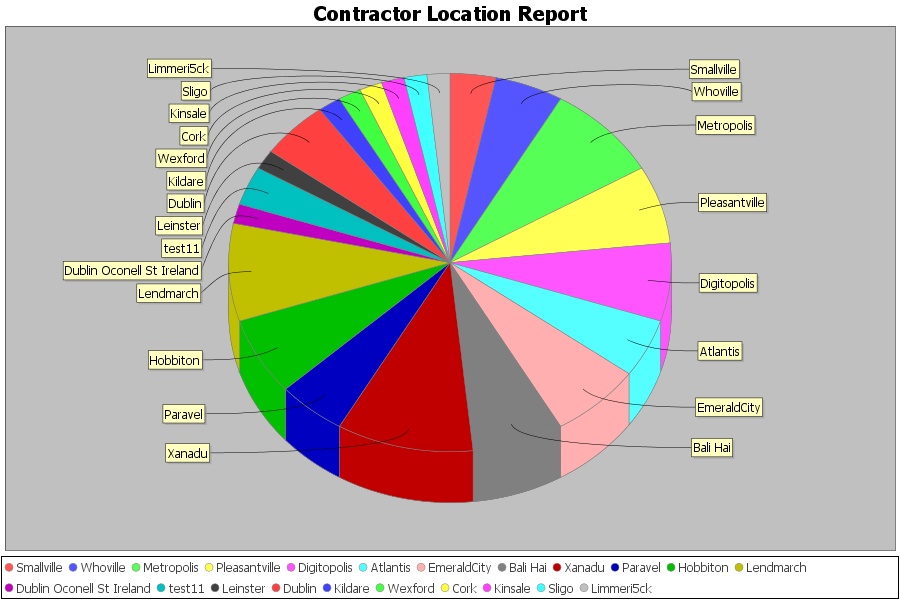 Contractor Location Report
Limmeri5ck
Sligo
Kinsale
Cork
Wexford
Kildare
Dublin
Leinster
test11
Dublin Oconell St Ireland
Lendmarch
Hobbiton
Paravel
Xanadu
Smallville
Whoville
Metropolis
Pleasantville
Digitopolis
Atlantis
EmeraldCity
Bali Hai
Smallville Whoville Metropolis Pleasantville Digitopolis Atlantis EmeraldCity Bali Hai Xanadu Paravel Hobbiton Lendmarch
Dublin Oconell St Ireland test11 Leinster Dublin Kildare Wexford Cork Kinsale Sligo Limmeri5ck